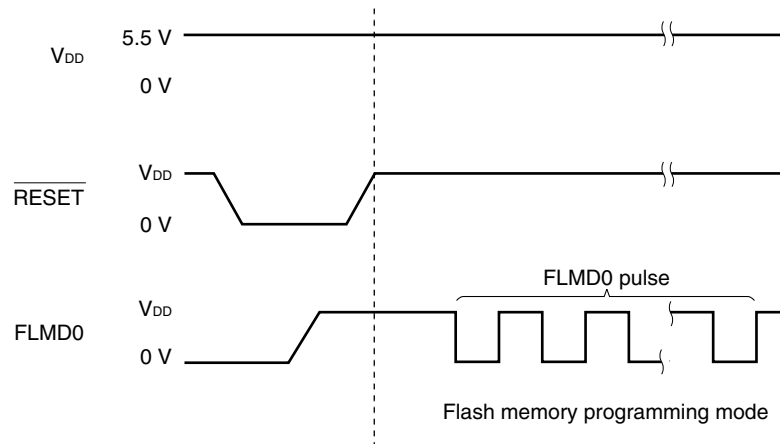 5.5 V
VDD
0 V
VDD
RESET
0 V
FLMD0 pulse
VDD
FLMD0
0 V
Flash memory programming mode